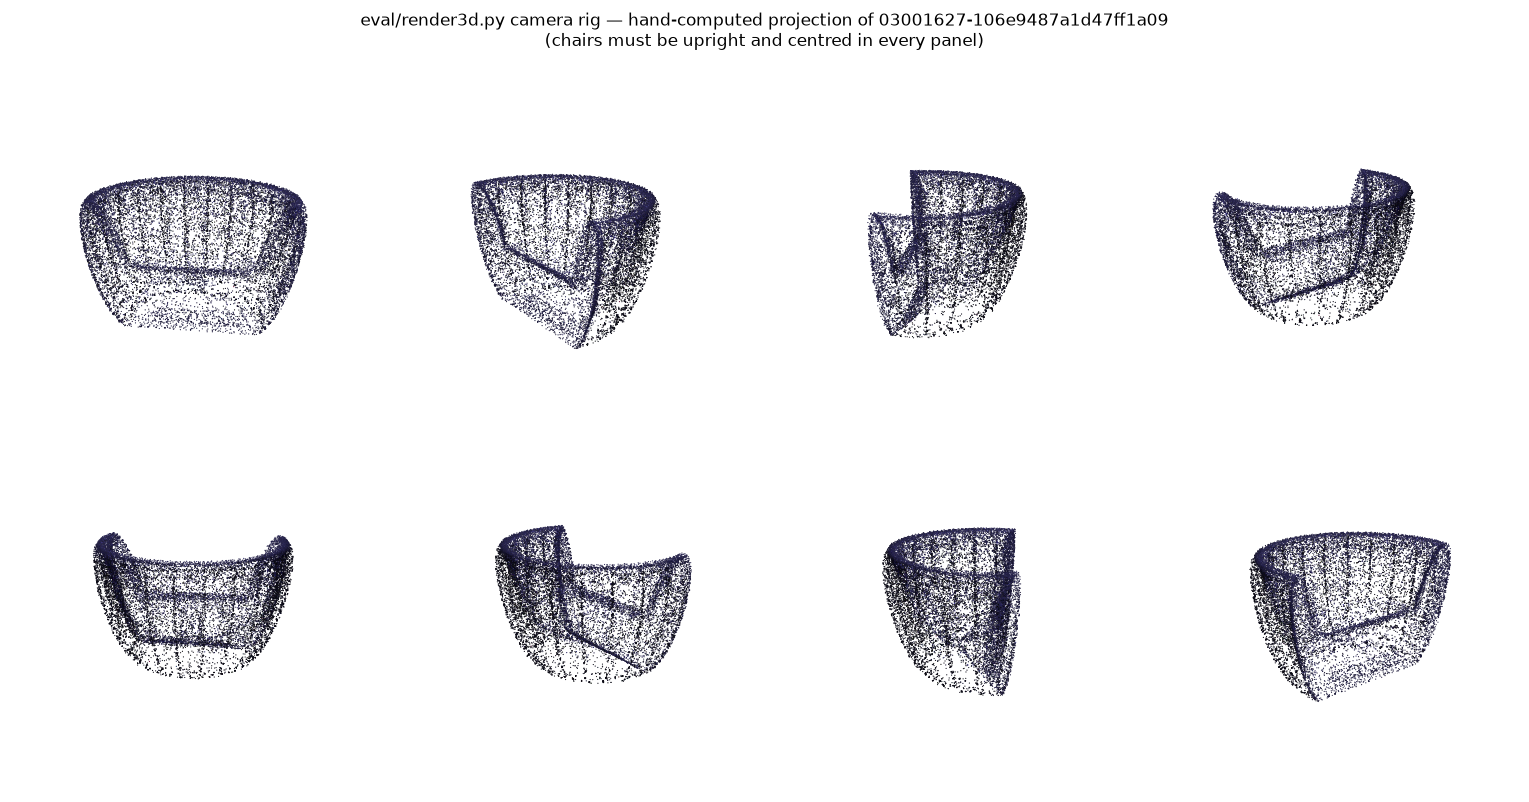 eval/render3d.py camera rig — hand-computed projection of 03001627-106e9487a1d47ff1a09
(chairs must be upright and centred in every panel)